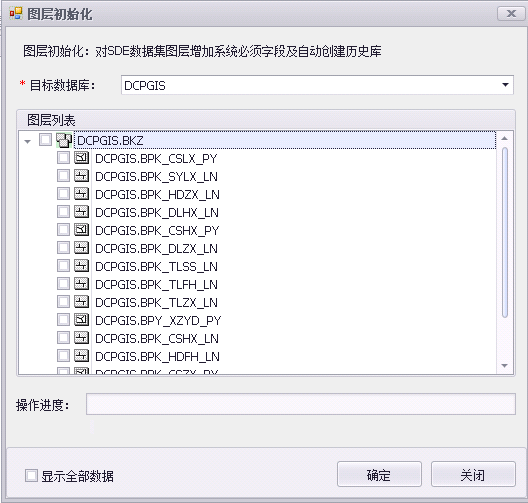 图层初始化
图层初始化：对SDE数据集图层增加系统必须字段及自动创建历史库
* 目标数据库： DCPGIS
图层列表
DCPGIS.BKZ
DCPGIS.BPK_CSLX_PY
DCPGIS.BPK_SYLX_LN
DCPGIS.BPK_HDZX_LN
DCPGIS.BPK_DLHX_LN
DCPGIS.BPK_CSHX_PY
DCPGIS.BPK_DLZX_LN
DCPGIS.BPK_TLSS_LN
DCPGIS.BPK_TLFH_LN
DCPGIS.BPK_TLZX_LN
DCPGIS.BPY_XZYD_PY
DCPGIS.BPK_CSHX_LN
DCPGIS.BPK_HDFH_LN
DCPGIS.BPK_CSZX_PY
操作进度：
显示全部数据 确定 关闭